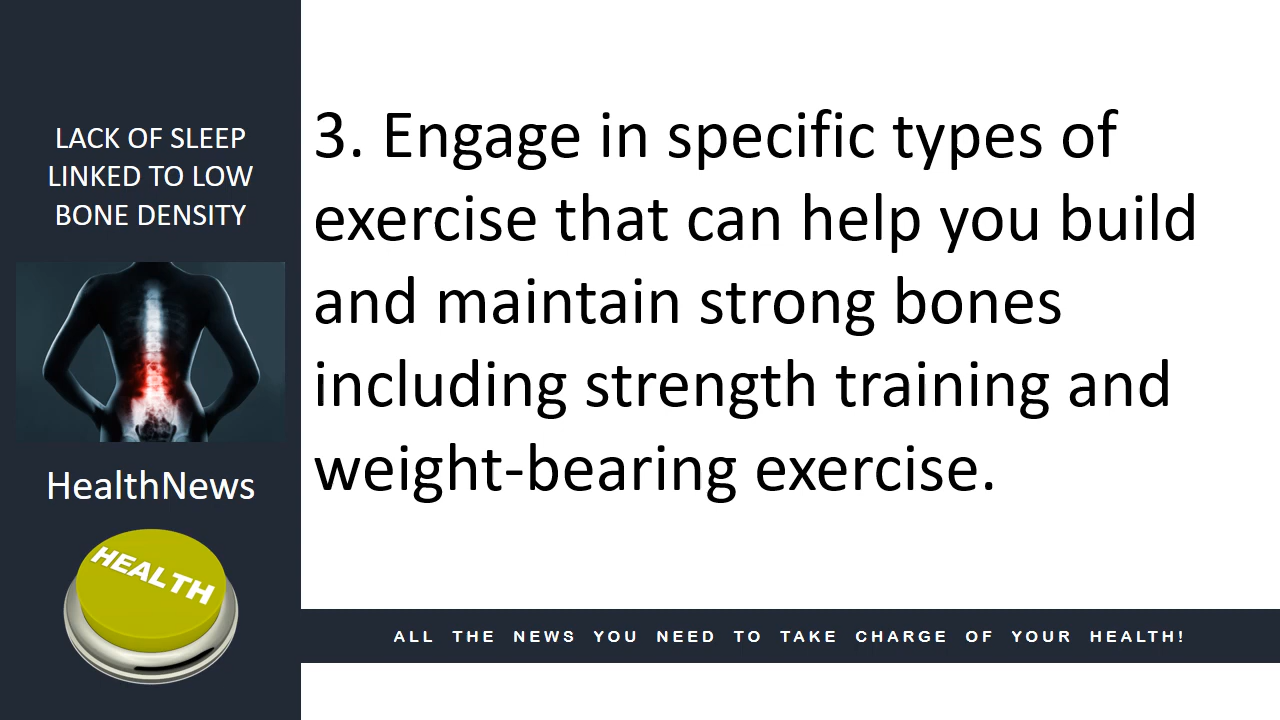 LACK OF SLEEP
LINKED TO LOW
BONE DENSITY
HealthNews
HEALTH
3. Engage in specific types of
exercise that can help you build
and maintain strong bones
including strength training and
weight-bearing exercise.
ALL THE NEWS YOU NEED TO TAKE CHARGE OF YOUR HEALTH!